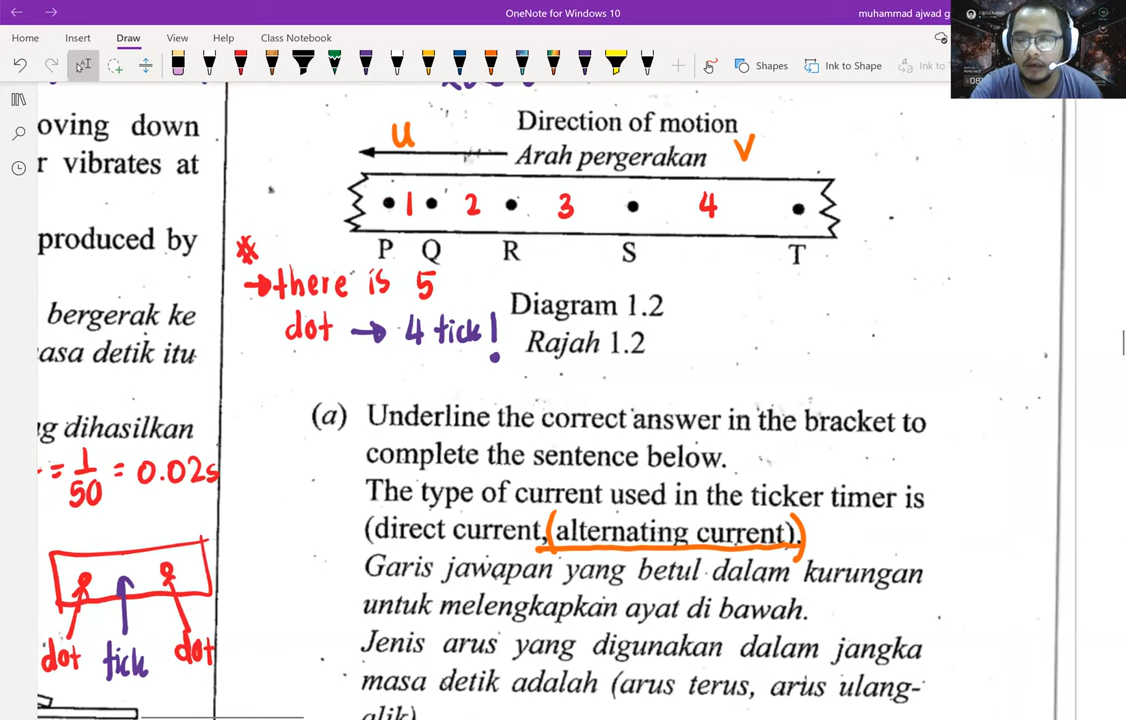 OneNote for Windows 10
muhammad ajwad g
Home Insert Draw View Help Class Notebook
Shapes Ink to Shape Ink to
oving down
r vibrates at
produced by
bergerak ke
asa detik itu
g dihasilkan
= 1/50 = 0.02s
dot tick dot
Direction of motion
Arah pergerakan
u v
1 2 3 4
P Q R S T
* → there is 5
dot → 4 tick!
Diagram 1.2
Rajah 1.2
(a) Underline the correct answer in the bracket to
complete the sentence below.
The type of current used in the ticker timer is
(direct current, (alternating current)).
Garis jawapan yang betul dalam kurungan
untuk melengkapkan ayat di bawah.
Jenis arus yang digunakan dalam jangka
masa detik adalah (arus terus, arus ulang-
alik)